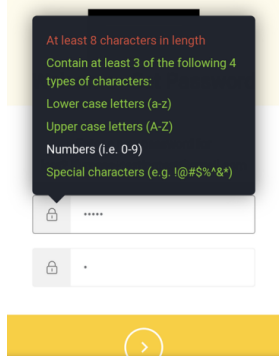 At least 8 characters in length
Contain at least 3 of the following 4
types of characters:
Lower case letters (a-z)
Upper case letters (A-Z)
Numbers (i.e. 0-9)
Special characters (e.g. !@#$%^&*)